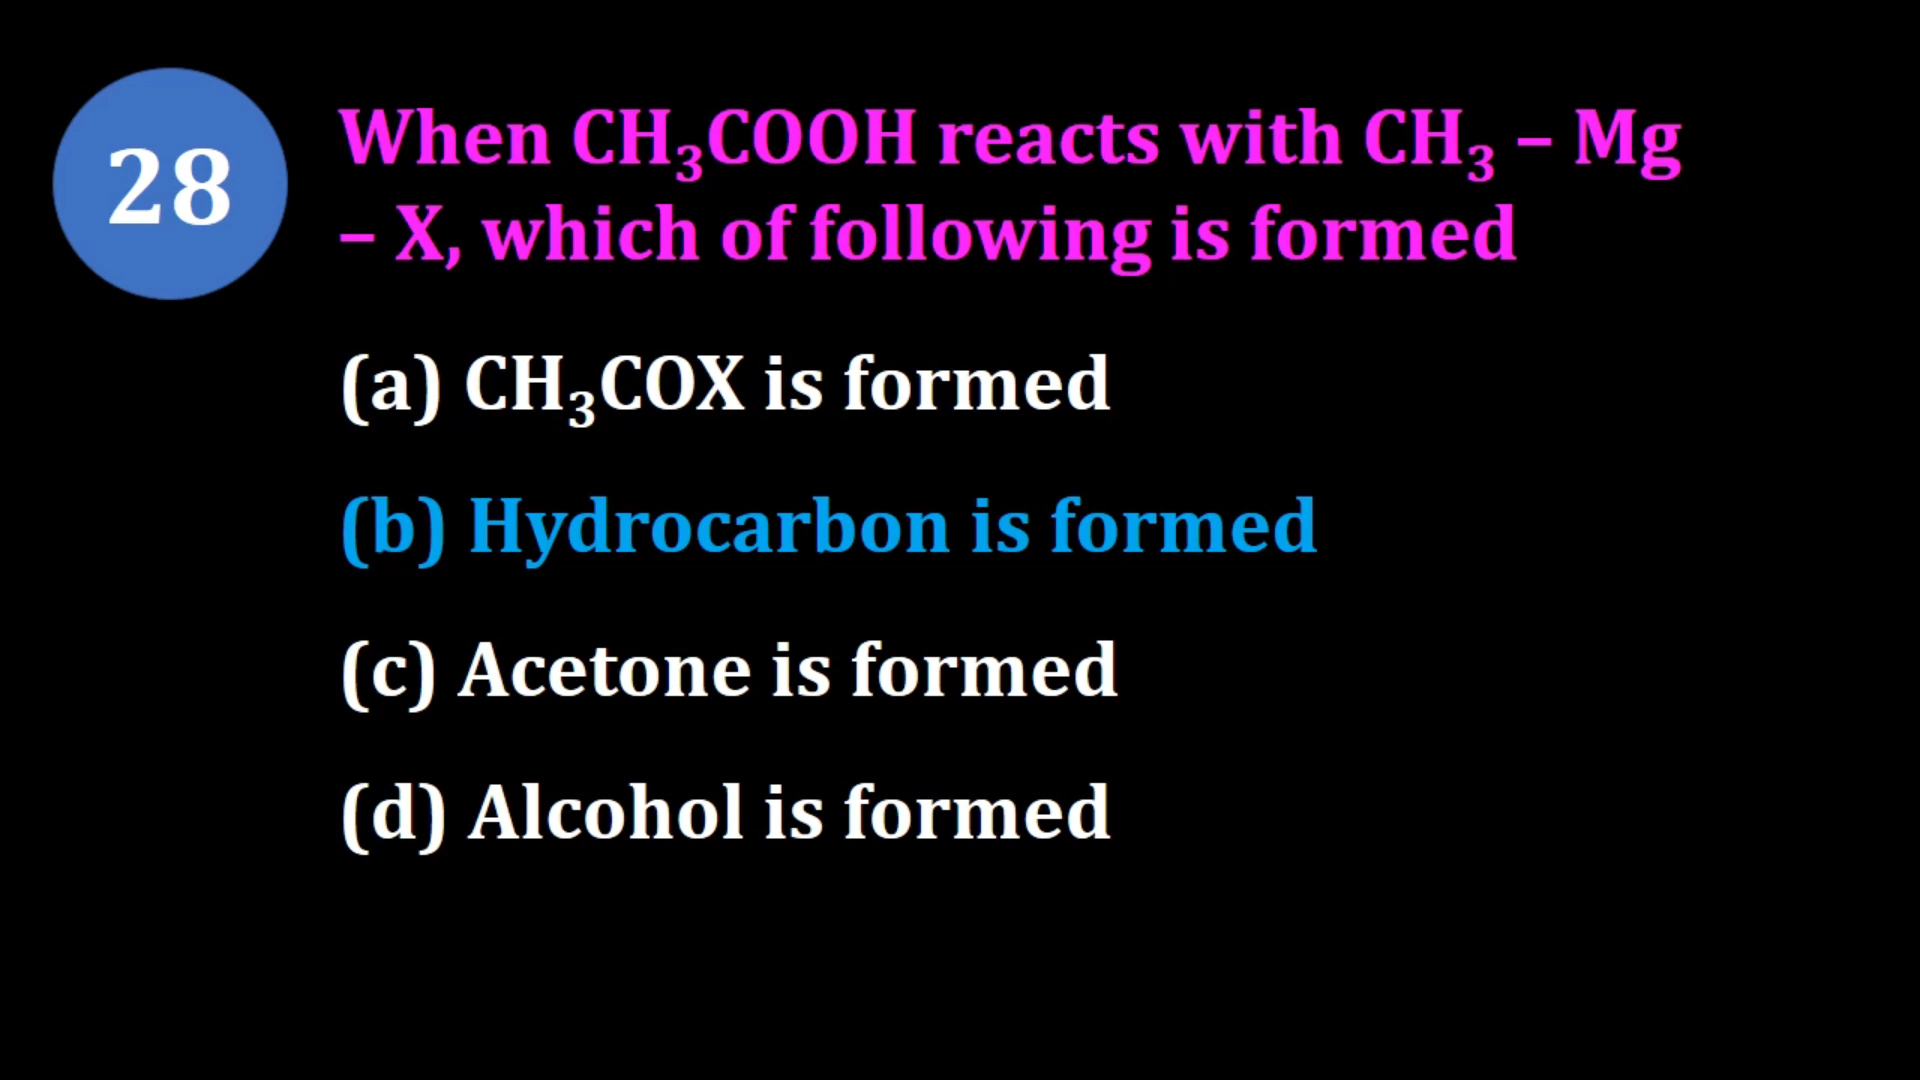 28
When CH₃COOH reacts with CH₃ – Mg
– X, which of following is formed
(a) CH₃COX is formed
(b) Hydrocarbon is formed
(c) Acetone is formed
(d) Alcohol is formed